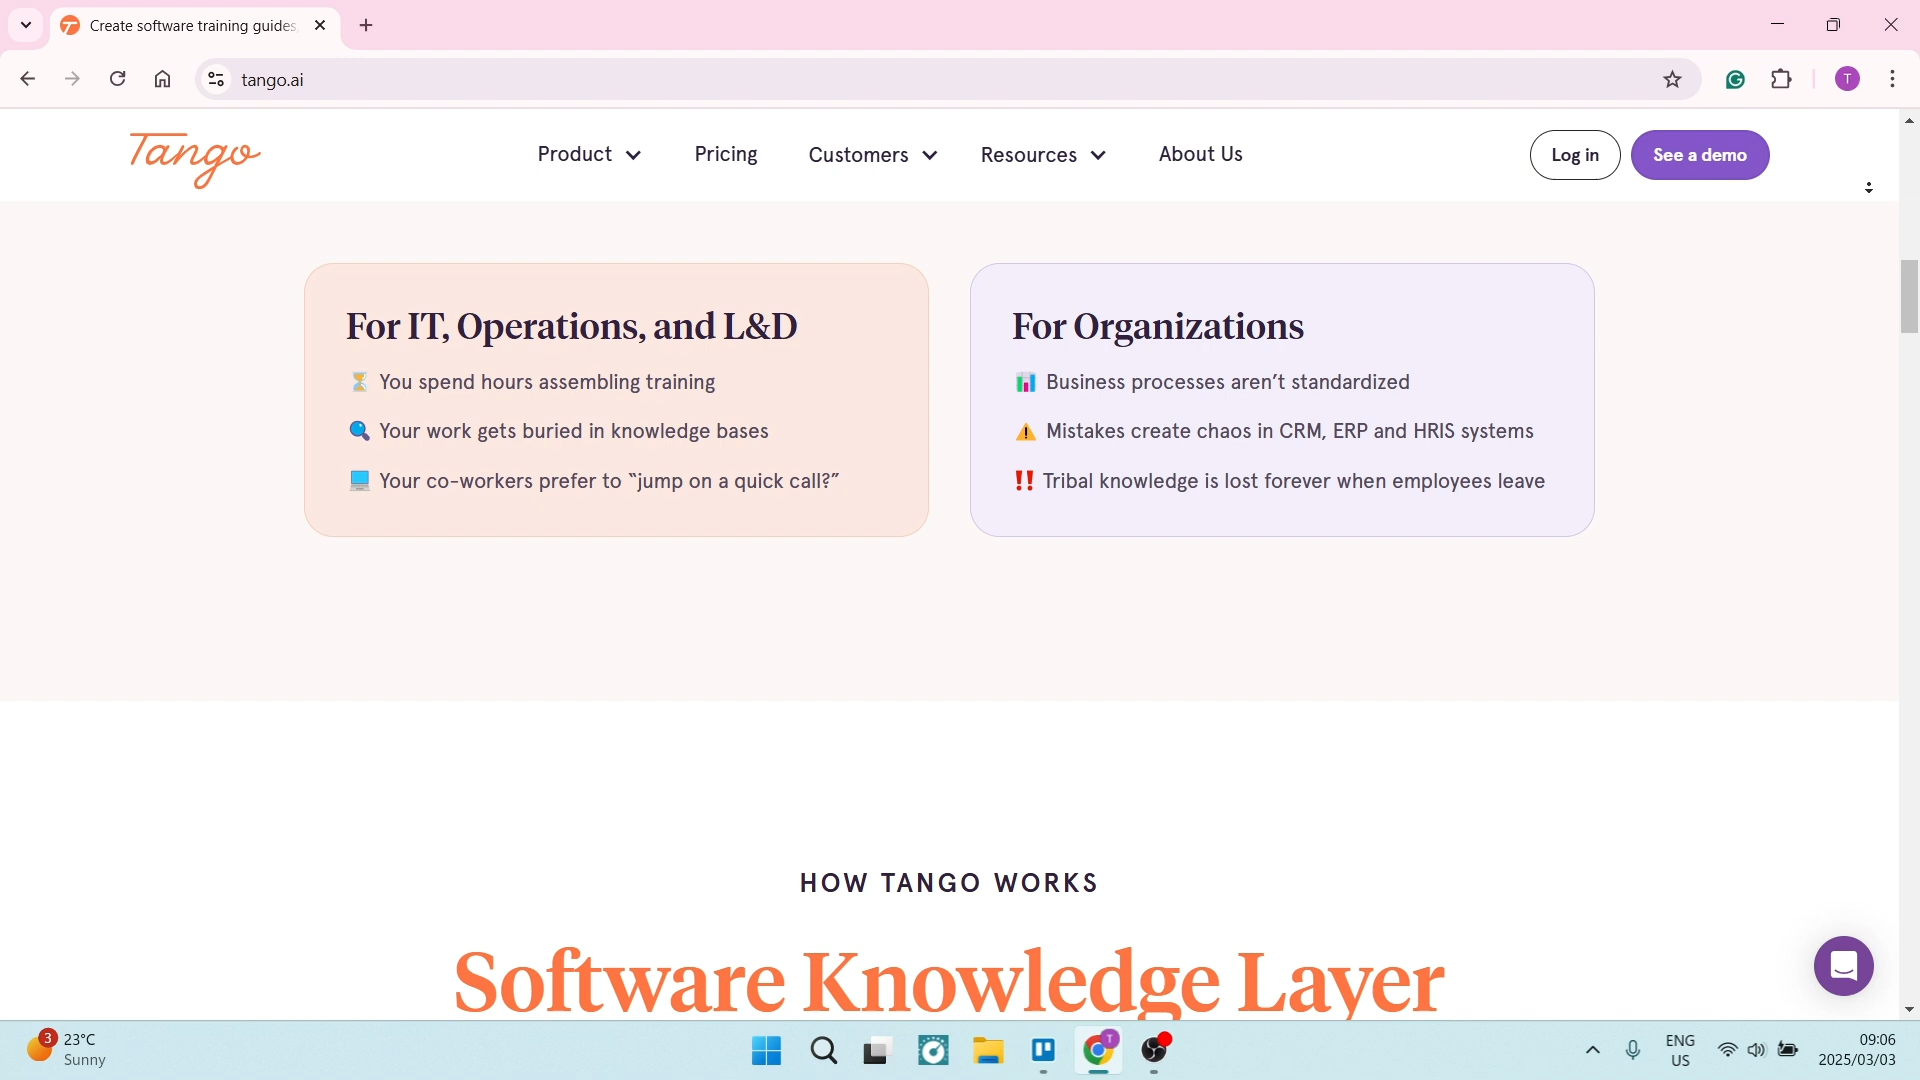 Create software training guides,
tango.ai
T
Tango
Product
Pricing
Customers
Resources
About Us
Log in
See a demo
For IT, Operations, and L&D
⏳ You spend hours assembling training
🔍 Your work gets buried in knowledge bases
💻 Your co-workers prefer to “jump on a quick call?”
For Organizations
📊 Business processes aren’t standardized
⚠️ Mistakes create chaos in CRM, ERP and HRIS systems
‼️ Tribal knowledge is lost forever when employees leave
HOW TANGO WORKS
Software Knowledge Layer
3
23°C
Sunny
T
ENG
US
09:06
2025/03/03